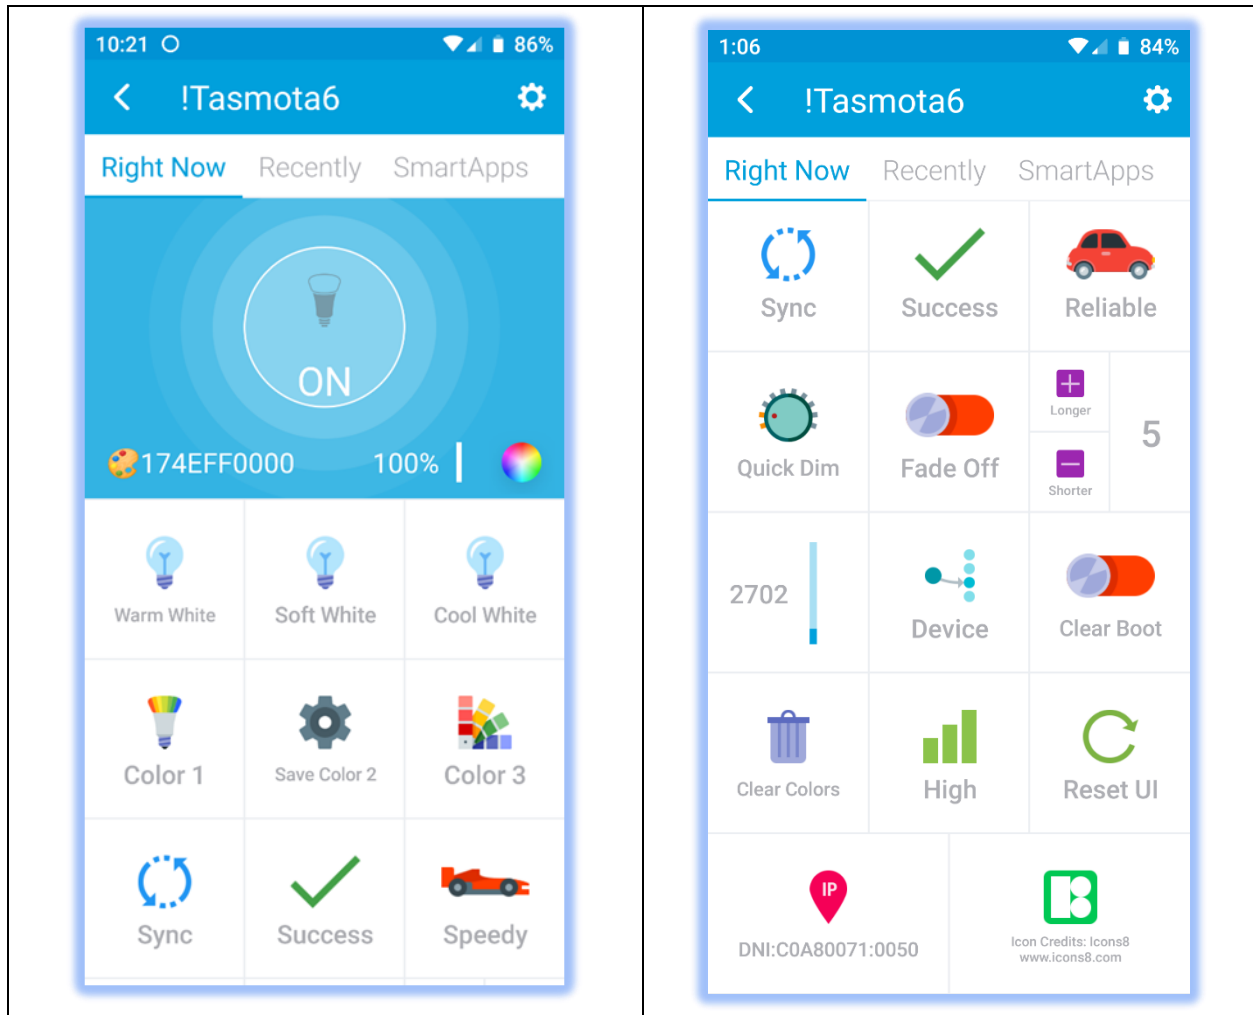 10:21
86%
!Tasmota6
Right Now Recently SmartApps
ON
174EFF0000 100%
Warm White Soft White Cool White
Color 1 Save Color 2 Color 3
Sync Success Speedy
1:06
84%
!Tasmota6
Right Now Recently SmartApps
Sync Success Reliable
Longer
Quick Dim Fade Off 5
Shorter
2702
Device Clear Boot
Clear Colors High Reset UI
IP
DNI:C0A80071:0050
Icon Credits: Icons8
www.icons8.com